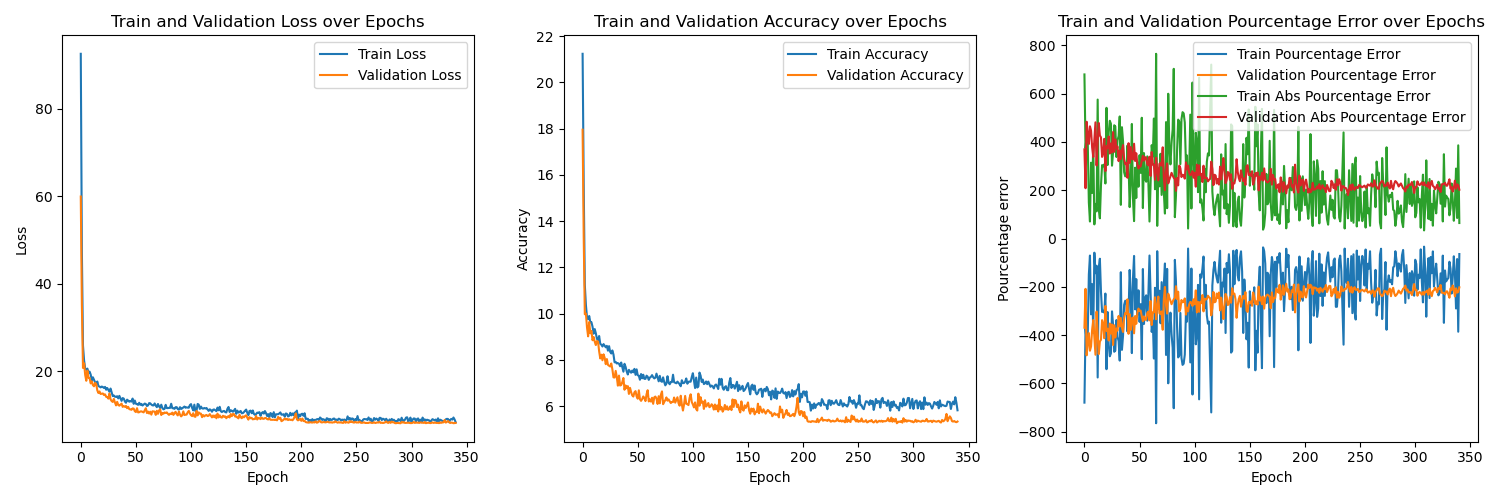 Train and Validation Loss over Epochs
Train Loss
Validation Loss
Loss
80
60
40
20
0 50 100 150 200 250 300 350
Epoch
Train and Validation Accuracy over Epochs
Train Accuracy
Validation Accuracy
Accuracy
22
20
18
16
14
12
10
8
6
0 50 100 150 200 250 300 350
Epoch
Train and Validation Pourcentage Error over Epochs
Train Pourcentage Error
Validation Pourcentage Error
Train Abs Pourcentage Error
Validation Abs Pourcentage Error
Pourcentage error
800
600
400
200
0
−200
−400
−600
−800
0 50 100 150 200 250 300 350
Epoch